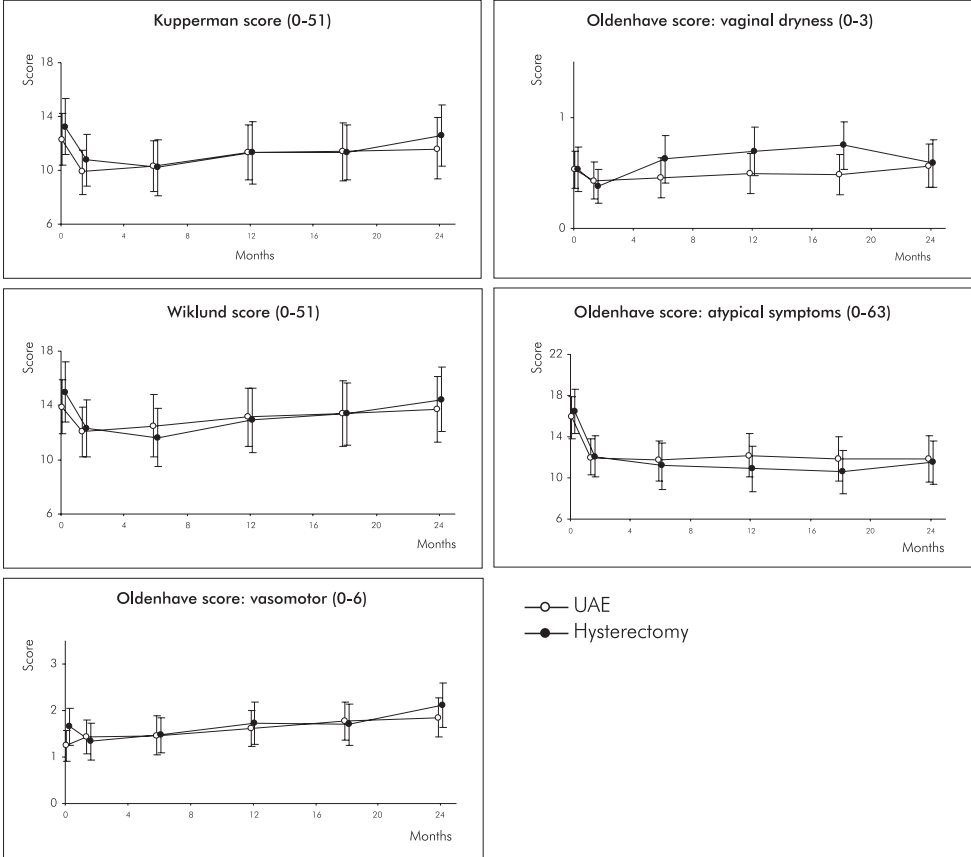 Kupperman score (0-51)
Score
18
14
10
6
0 4 8 12 16 20 24
Months
Oldenhave score: vaginal dryness (0-3)
Score
1
0
0 4 8 12 16 20 24
Months
Wiklund score (0-51)
Score
18
14
10
6
0 4 8 12 16 20 24
Months
Oldenhave score: atypical symptoms (0-63)
Score
22
18
14
10
6
0 4 8 12 16 20 24
Months
Oldenhave score: vasomotor (0-6)
Score
3
2
1
0
0 4 8 12 16 20 24
Months
UAE
Hysterectomy